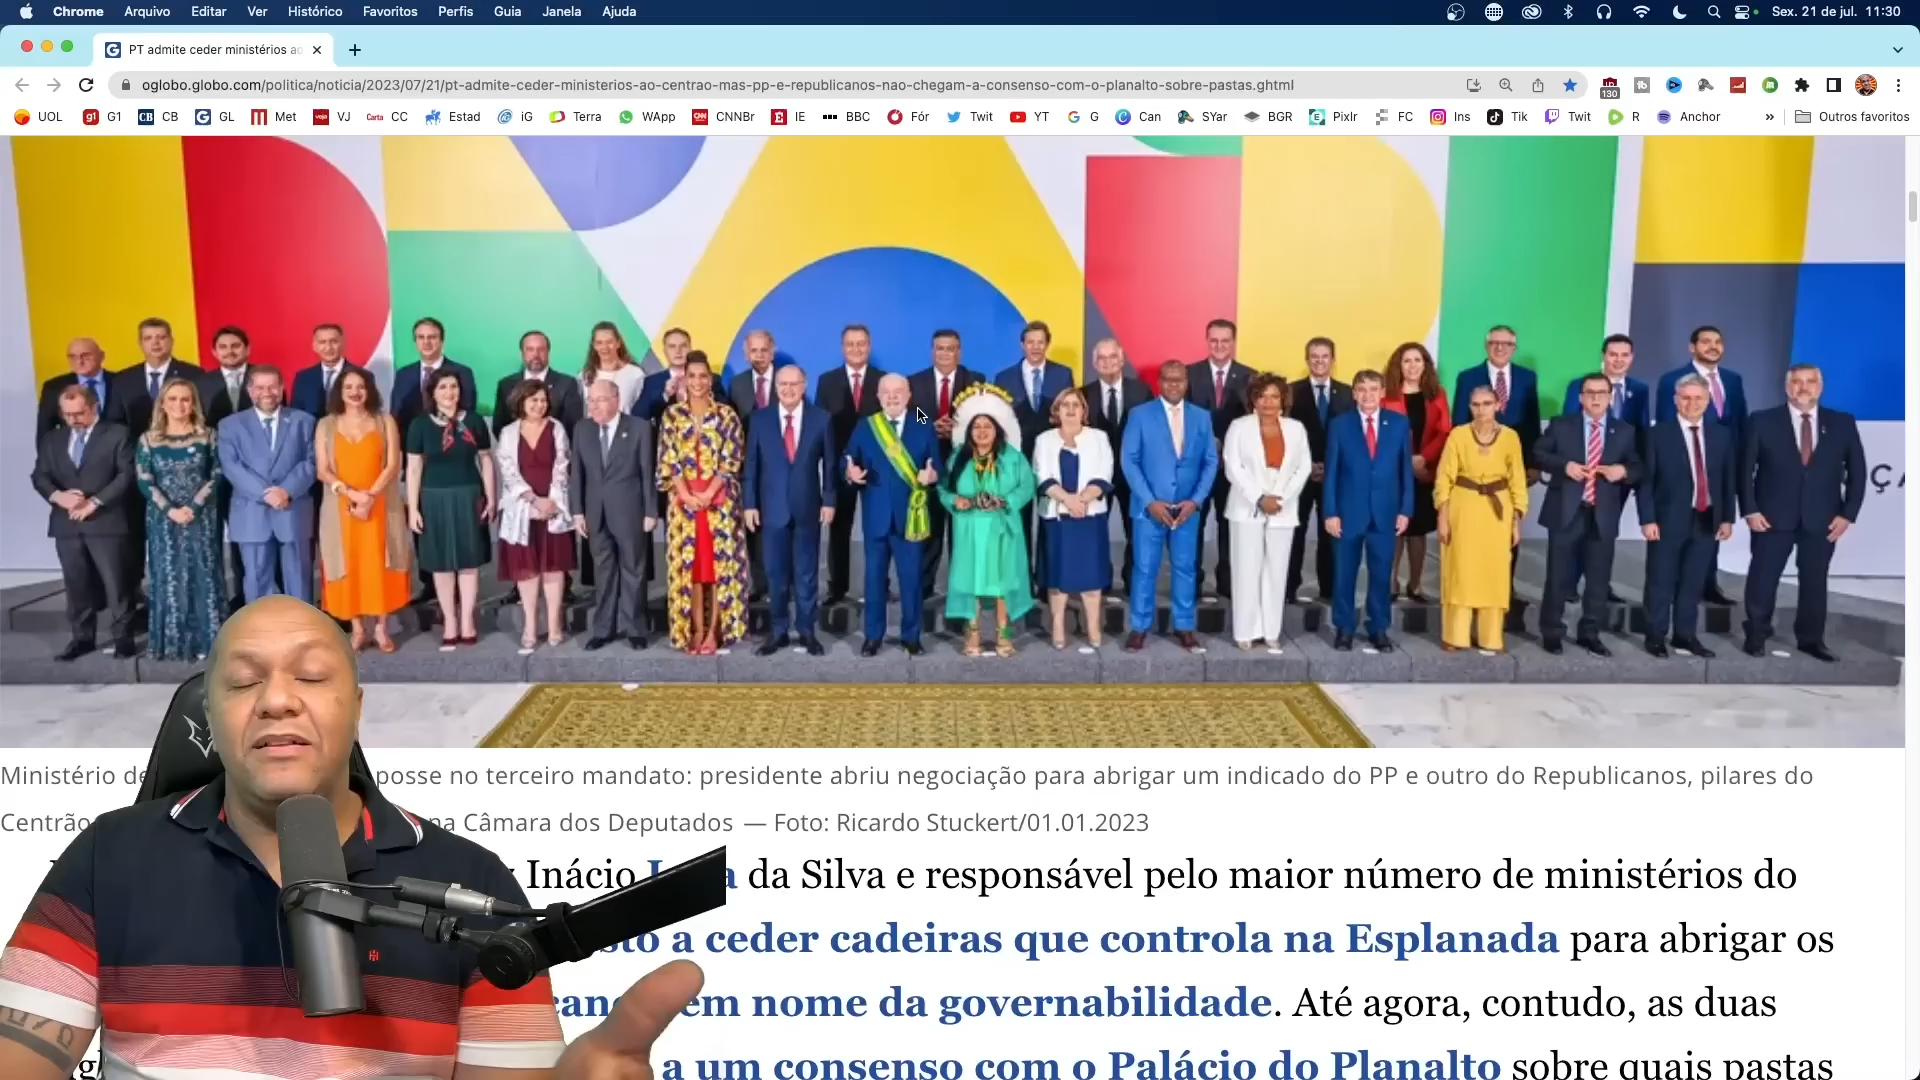 Chrome Arquivo Editar Ver Histórico Favoritos Perfis Guia Janela Ajuda Sex. 21 de jul. 11:30
PT admite ceder ministérios ao
oglobo.globo.com/politica/noticia/2023/07/21/pt-admite-ceder-ministerios-ao-centrao-mas-pp-e-republicanos-nao-chegam-a-consenso-com-o-planalto-sobre-pastas.ghtml
130
UOL G1 CB GL Met VJ CC Estad iG Terra WApp CNNBr IE BBC Fór Twit YT G Can SYar BGR Pixlr FC Ins Tik Twit R Anchor » Outros favoritos
Ministério de posse no terceiro mandato: presidente abriu negociação para abrigar um indicado do PP e outro do Republicanos, pilares do
Centrão na Câmara dos Deputados — Foto: Ricardo Stuckert/01.01.2023
Inácio da Silva e responsável pelo maior número de ministérios do
a ceder cadeiras que controla na Esplanada para abrigar os
em nome da governabilidade. Até agora, contudo, as duas
a um consenso com o Palácio do Planalto sobre quais pastas